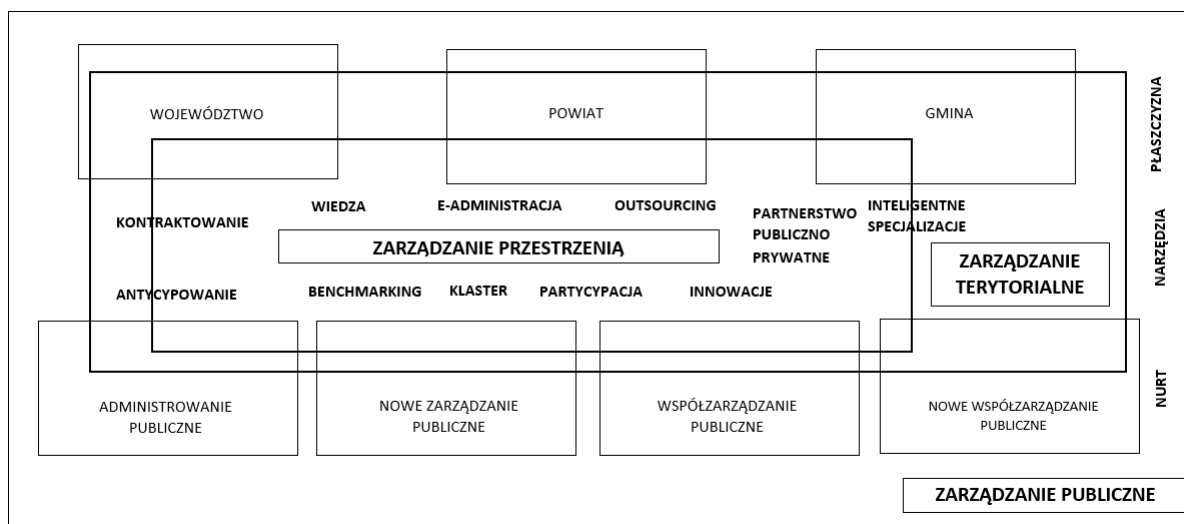 WOJEWÓDZTWO
POWIAT
GMINA
PŁASZCZYZNA
KONTRAKTOWANIE
WIEDZA
E-ADMINISTRACJA
OUTSOURCING
PARTNERSTWO
PUBLICZNO
PRYWATNE
INTELIGENTNE
SPECJALIZACJE
ZARZĄDZANIE PRZESTRZENIĄ
ZARZĄDZANIE
TERYTORIALNE
NARZĘDZIA
ANTYCYPOWANIE
BENCHMARKING
KLASTER
PARTYCYPACJA
INNOWACJE
ADMINISTROWANIE
PUBLICZNE
NOWE ZARZĄDZANIE
PUBLICZNE
WSPÓŁZARZĄDZANIE
PUBLICZNE
NOWE WSPÓŁZARZĄDZANIE
PUBLICZNE
NURT
ZARZĄDZANIE PUBLICZNE